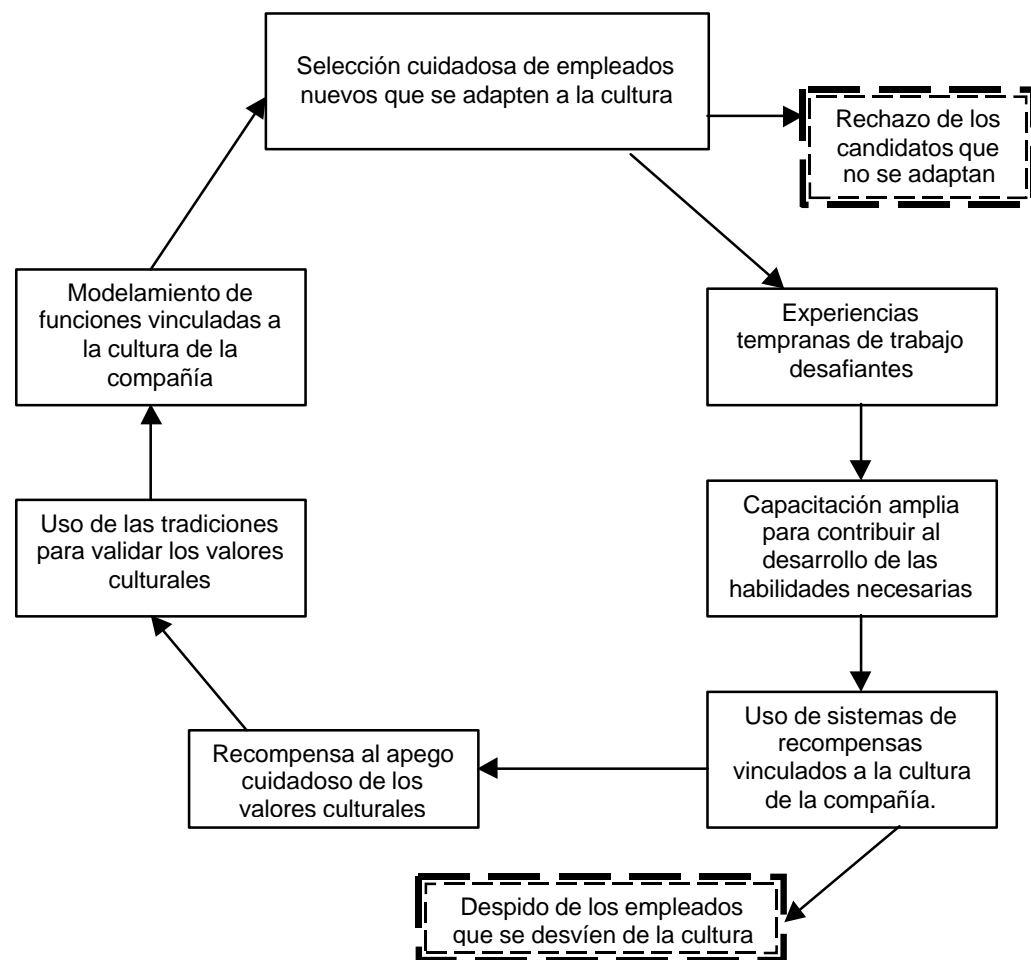 Selección cuidadosa de empleados
nuevos que se adapten a la cultura
Rechazo de los
candidatos que
no se adaptan
Modelamiento de
funciones vinculadas a
la cultura de la
compañía
Experiencias
tempranas de trabajo
desafiantes
Uso de las tradiciones
para validar los valores
culturales
Capacitación amplia
para contribuir al
desarrollo de las
habilidades necesarias
Recompensa al apego
cuidadoso de los
valores culturales
Uso de sistemas de
recompensas
vinculados a la cultura
de la compañía.
Despido de los empleados
que se desvíen de la cultura